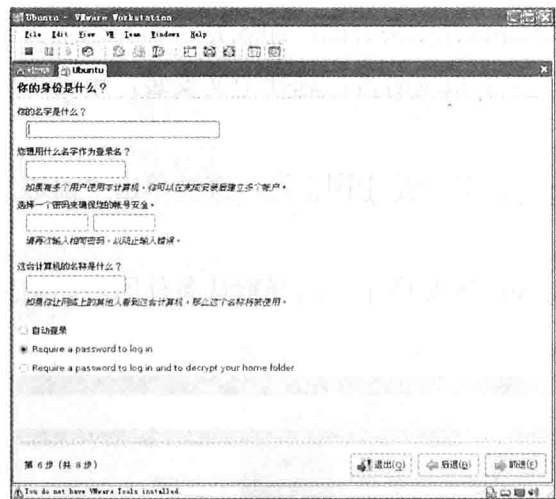 Ubuntu - VMware Workstation
File Edit View VM Team Windows Help
Home Ubuntu
你的身份是什么？
你的名字是什么？
您想用什么名字作为登录名？
如果有多个用户使用本计算机，你可以在完成安装后建立多个帐户。
选择一个密码来确保您的帐号安全。
请再次输入相同密码，以防止输入错误。
这台计算机的名称是什么？
如果你让网络上的其他人看到这台计算机，那么这个名称将被使用。
自动登录
Require a password to log in
Require a password to log in and to decrypt your home folder
第 6 步 (共 8 步)
退出(Q) 后退(B) 前进(F)
You do not have VMware Tools installed.